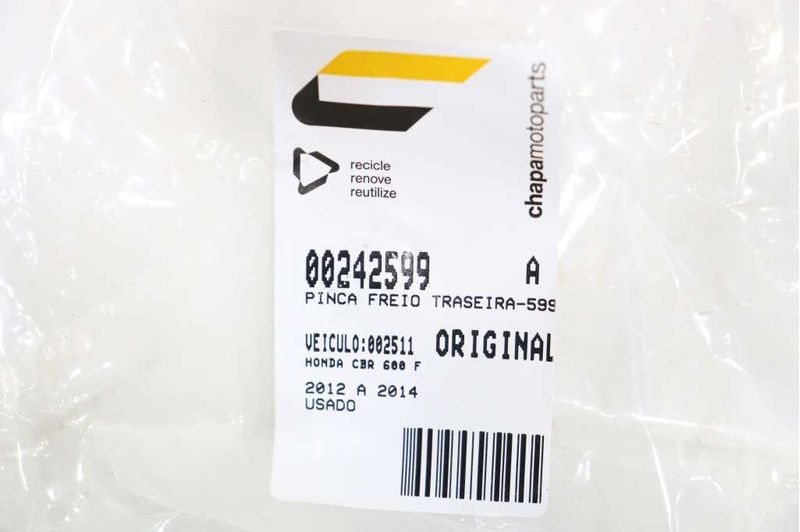 chapamotoparts
recicle
renove
reutilize
00242599 A
PINCA FREIO TRASEIRA-599
VEICULO:002511 ORIGINAL
HONDA CBR 600 F
2012 A 2014
USADO